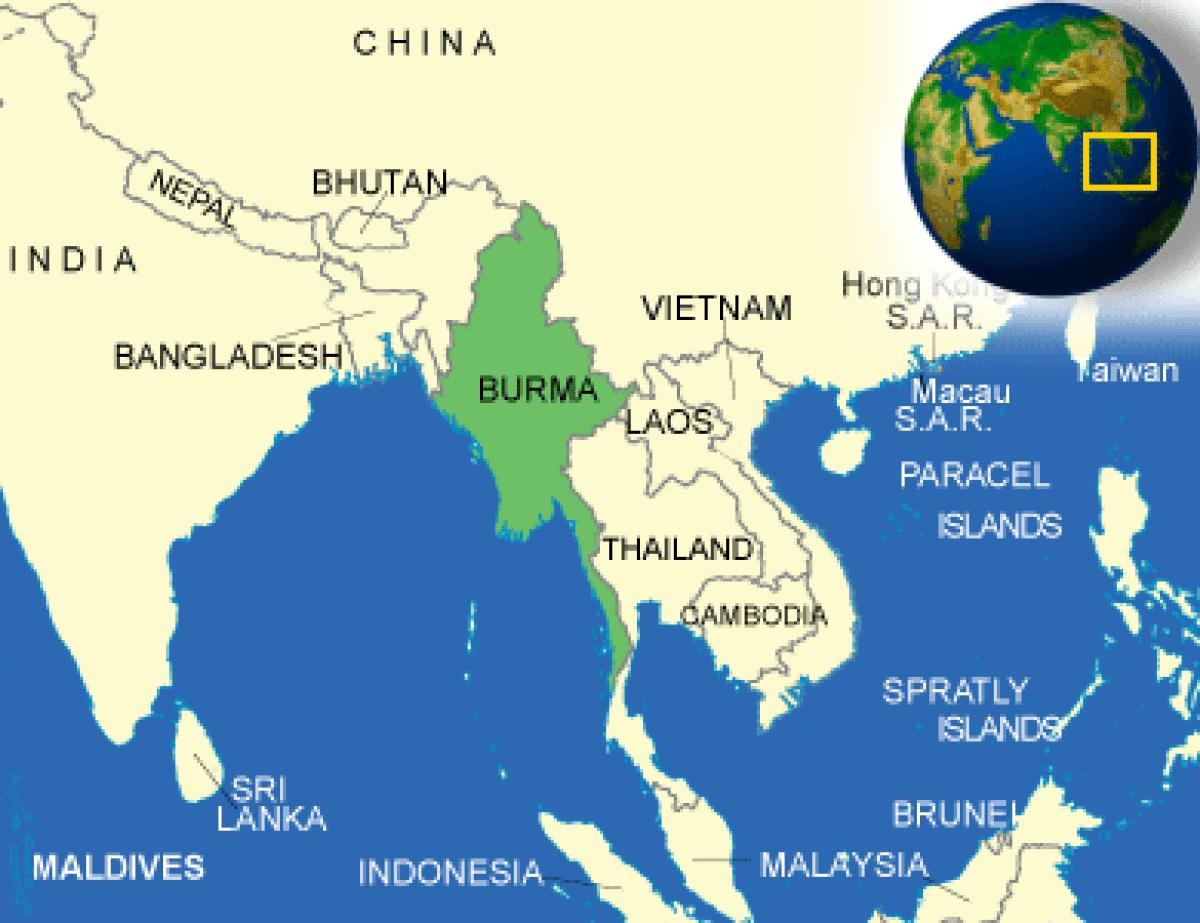 CHINA
BHUTAN
NEPAL
INDIA
Hong Kong
S.A.R.
VIETNAM
BANGLADESH
Taiwan
BURMA
Macau
S.A.R.
LAOS
PARACEL
ISLANDS
THAILAND
CAMBODIA
SPRATLY
ISLANDS
SRI
LANKA
BRUNEI
MALDIVES
INDONESIA
MALAYSIA